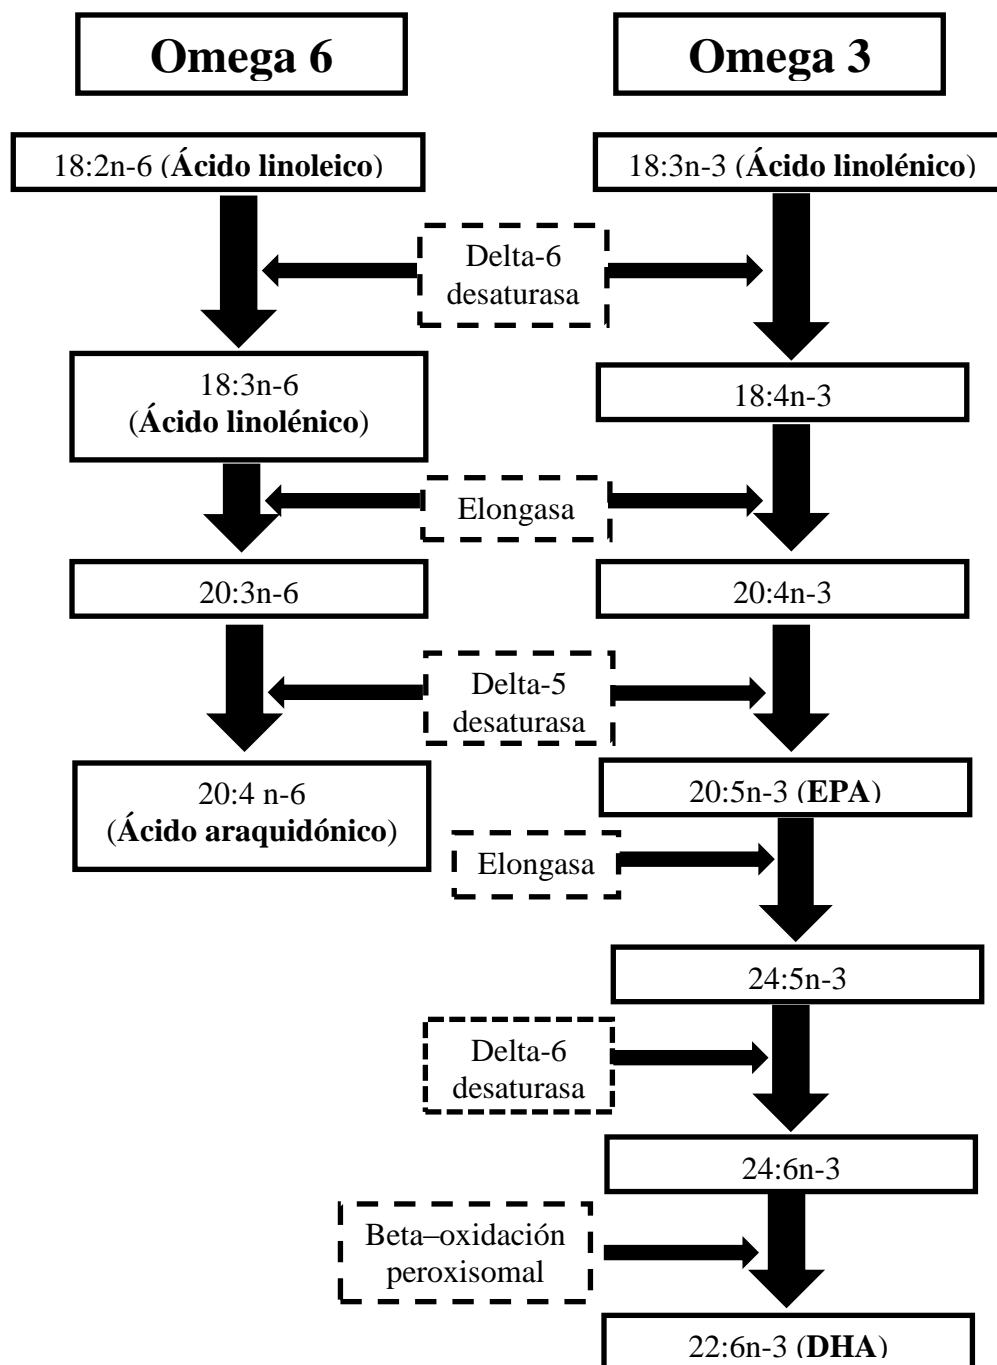 Omega 6
Omega 3
18:2n-6 (Ácido linoleico)
18:3n-3 (Ácido linolénico)
Delta-6
desaturasa
18:3n-6
(Ácido linolénico)
18:4n-3
Elongasa
20:3n-6
20:4n-3
Delta-5
desaturasa
20:4 n-6
(Ácido araquidónico)
20:5n-3 (EPA)
Elongasa
24:5n-3
Delta-6
desaturasa
24:6n-3
Beta–oxidación
peroxisomal
22:6n-3 (DHA)